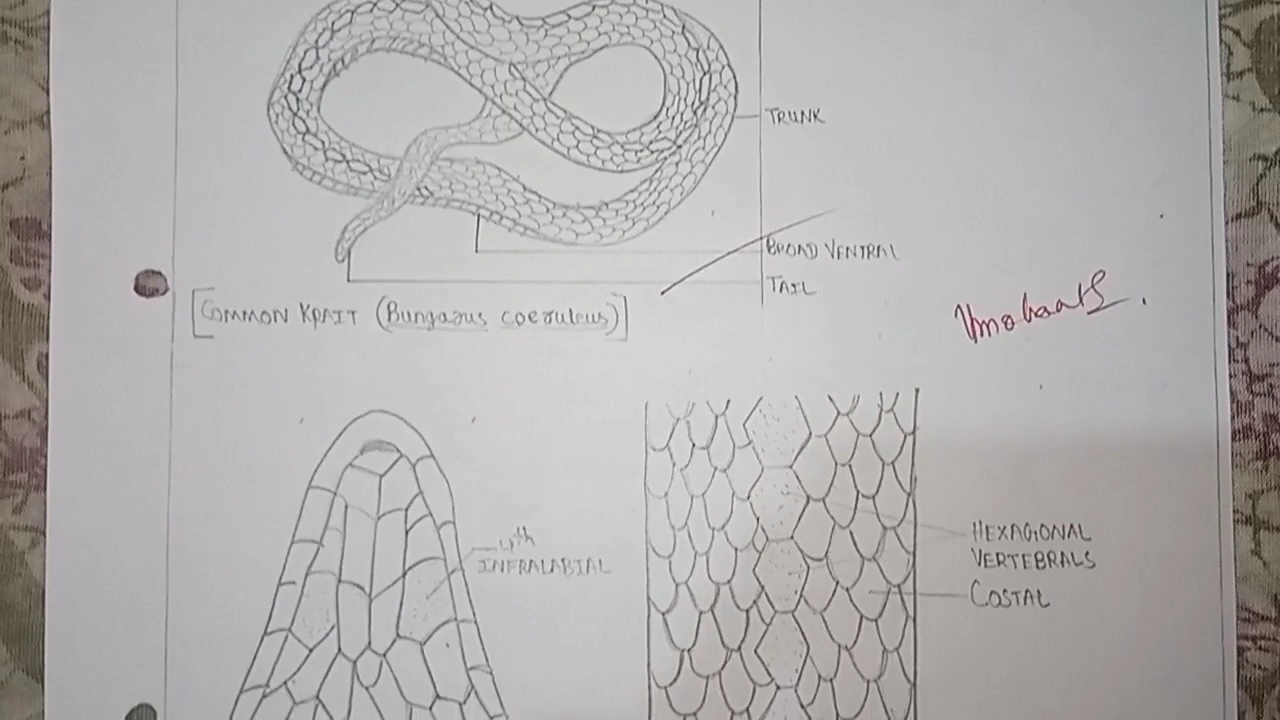 TRUNK
BROAD VENTRAL
TAIL
[COMMON KRAIT (Bungarus coeruleus)]
4th
INFRALABIAL
HEXAGONAL
VERTEBRALS
COSTAL